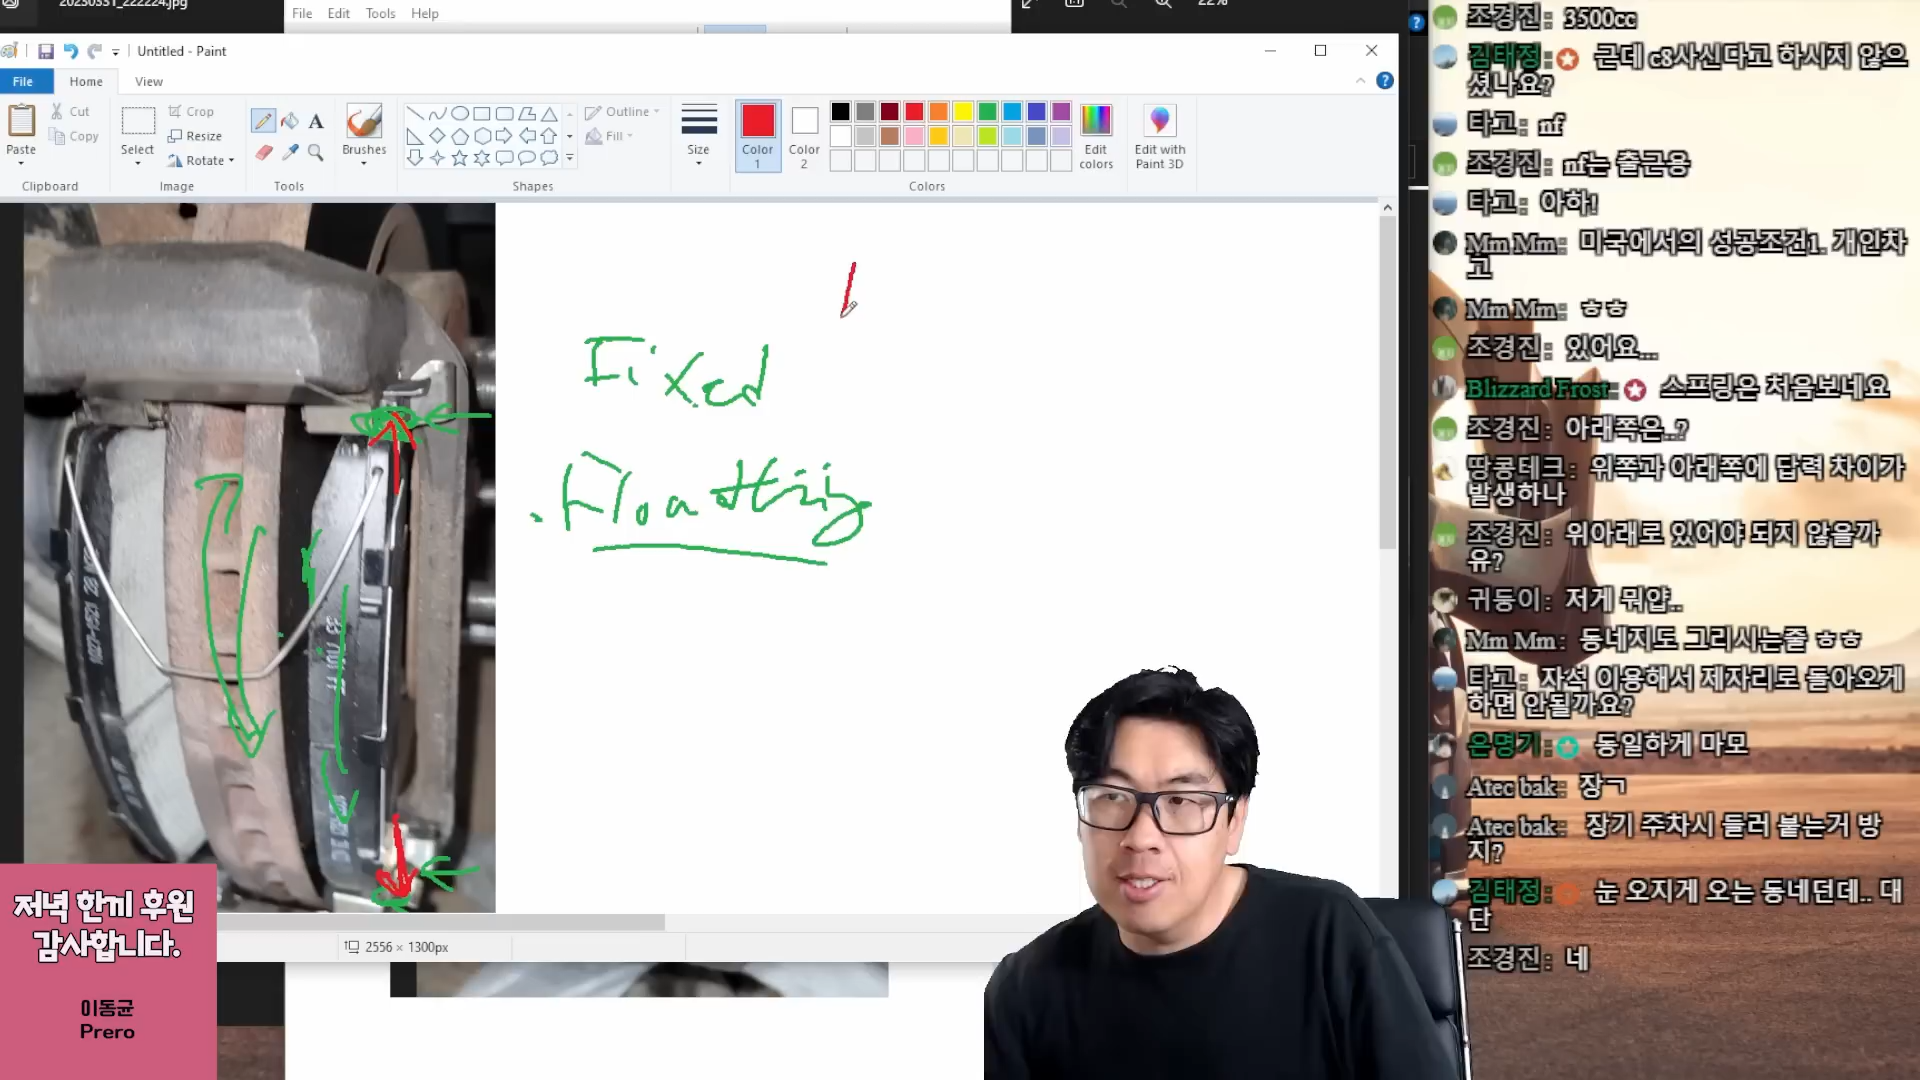 20230331_222224.jpg
File Edit Tools Help
22%
Untitled - Paint
File Home View
Paste
Cut
Copy
Clipboard
Select
Crop
Resize
Rotate
Image
A
Tools
Brushes
Outline
Fill
Shapes
Size
Color 1
Color 2
Edit colors
Edit with Paint 3D
Colors
Fixed
Floatting
2556 × 1300px
저녁 한끼 후원
감사합니다.
이동균
Prero
조경진: 3500cc
김태정: 근데 c8사신다고 하시지 않으
셨나요?
타고: nf
조경진: nf는 출근용
타고: 아하!
Mm Mm: 미국에서의 성공조건1. 개인차
고
Mm Mm: ㅎㅎ
조경진: 있어요...
Blizzard Frost: 스프링은 처음보네요
조경진: 아래쪽은..?
땅콩테크: 위쪽과 아래쪽에 답력 차이가
발생하나
조경진: 위아래로 있어야 되지 않을까
유?
귀둥이: 저게 뭐얍..
Mm Mm: 동네지도 그리시는줄 ㅎㅎ
타고: 자석 이용해서 제자리로 돌아오게
하면 안될까요?
은명기: 동일하게 마모
Atec bak: 장ㄱ
Atec bak: 장기 주차시 들러 붙는거 방
지?
김태정: 눈 오지게 오는 동네던데.. 대
단
조경진: 네